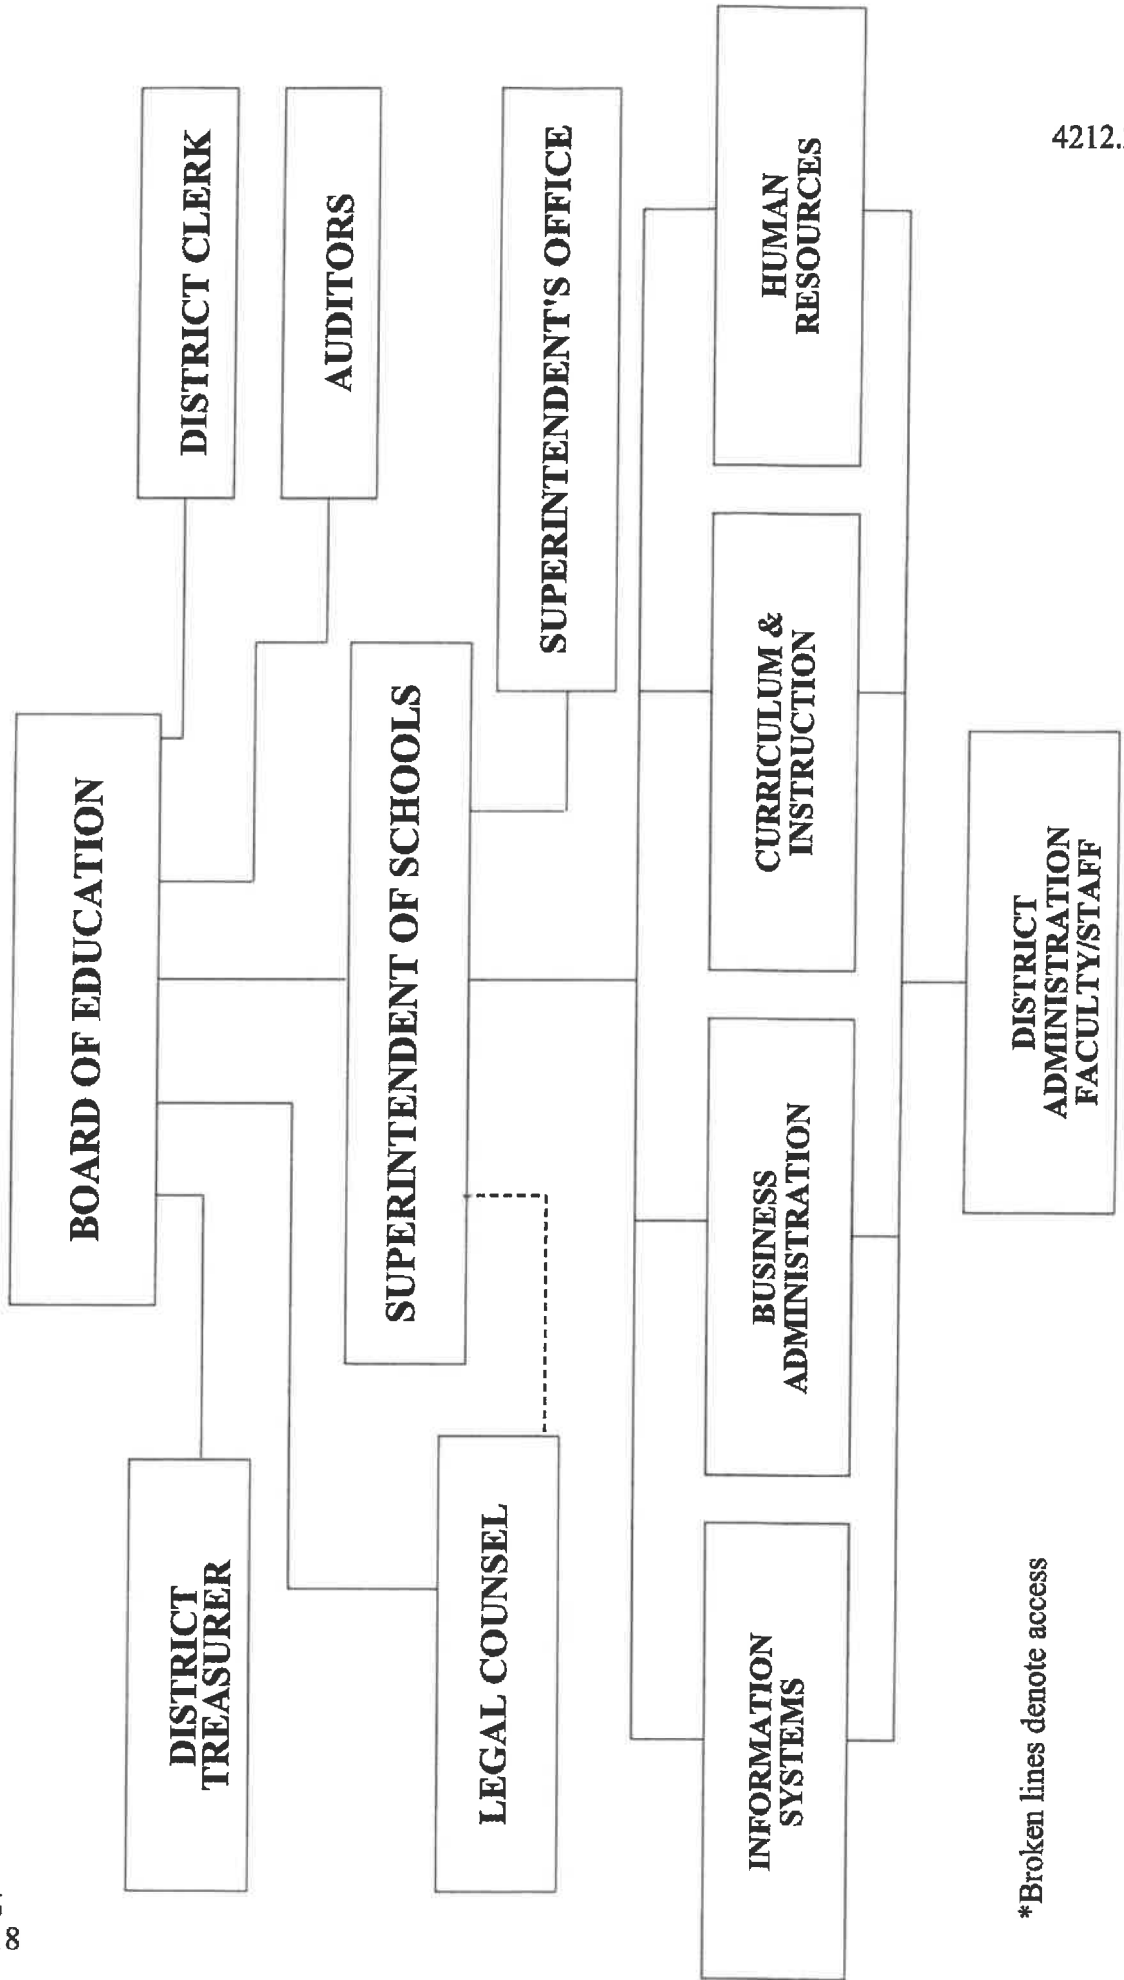 4212.
8
BOARD OF EDUCATION
DISTRICT
TREASURER
DISTRICT CLERK
AUDITORS
SUPERINTENDENT OF SCHOOLS
LEGAL COUNSEL
SUPERINTENDENT'S OFFICE
INFORMATION
SYSTEMS
BUSINESS
ADMINISTRATION
CURRICULUM &
INSTRUCTION
HUMAN
RESOURCES
DISTRICT
ADMINISTRATION
FACULTY/STAFF
*Broken lines denote access